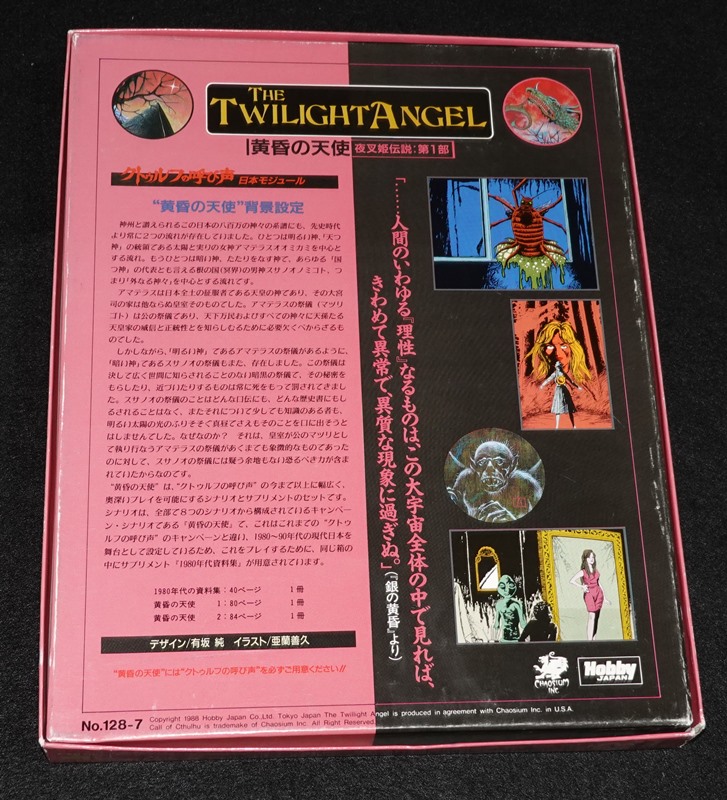 THE
TWILIGHT ANGEL
黄昏の天使 夜叉姫伝説:第1部
クトゥルフの呼び声 日本モジュール
“黄昏の天使”背景設定
神州と讃えられるこの日本の八百万の神々の系譜にも、先史時代
より常に2つの流れが存在していました。ひとつは明るい神、「天つ
神」の統領である太陽と実りの女神アマテラスオオミカミを中心と
する流れ。もうひとつは暗い神、たたりをなす神で、あらゆる「国
つ神」の代表とも言える根の国(冥界)の男神スサノオノミコト、つ
まり「外なる神々」を中心とする流れです。
アマテラスは日本全土の征服者である天皇の神であり、その大宮
司の家は他ならぬ皇室そのものでした。アマテラスの祭儀(マツリ
ゴト)は公の祭儀であり、天下万民およびすべての神々に天孫たる
天皇家の威信と正統性とを知らしむるために必要欠くべからざるも
のでした。
しかしながら、「明るい神」であるアマテラスの祭儀があるように、
「暗い神」であるスサノオの祭儀もまた、存在しました。この祭儀は
決して広く世間に知らされることのない暗黒の祭儀で、その秘密を
もらしたり、近づいたりするものは常に死をもって罰されてきまし
た。スサノオの祭儀のことはどんな口伝にも、どんな歴史書にもし
るされることはなく、またそれについて少しでも知識のある者も、
明るい太陽の光のふりそそぐ真昼でさえもそのことを口に出そうと
はしませんでした。なぜなのか? それは、皇室が公のマツリとし
て執り行なうアマテラスの祭儀があくまでも象徴的なものであった
のに対して、スサノオの祭儀には疑う余地もない恐るべき力が含ま
れていたからなのです。
“黄昏の天使”は、“クトゥルフの呼び声”の今まで以上に幅広く、
奥深いプレイを可能にするシナリオとサプリメントのセットです。
シナリオは、全部で8つのシナリオから構成されているキャンペー
ン・シナリオである「黄昏の天使」で、これはこれまでの“クトゥ
ルフの呼び声”のキャンペーンと違い、1980〜90年代の現代日本を
舞台として設定しているため、これをプレイするために、同じ箱の
中にサプリメント「1980年代資料集」が用意されています。
1980年代の資料集:40ページ 1冊
黄昏の天使 1:80ページ 1冊
黄昏の天使 2:84ページ 1冊
デザイン/有坂 純 イラスト/亜蘭善久
“黄昏の天使”には“クトゥルフの呼び声”を必ずご用意ください!!
「……人間のいわゆる『理性』なるものは、この大宇宙全体の中で見れば、
きわめて異常で、異質な現象に過ぎぬ。」(『銀の黄昏』より)
CHAOSIUM
INC.
Hobby
JAPAN
No.128-7
Copyright 1988 Hobby Japan Co.,Ltd. Tokyo Japan The Twilight Angel is produced in agreement with Chaosium Inc. in U.S.A.
Call of Cthulhu is trademark of Chaosium Inc. All Right Reserved.